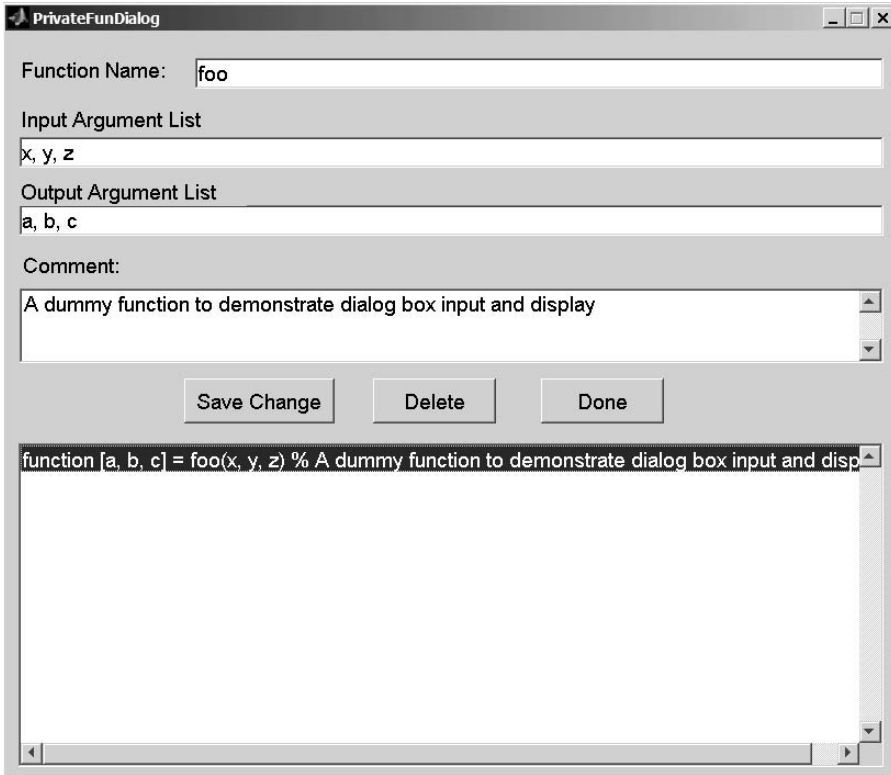 PrivateFunDialog
Function Name: foo
Input Argument List
x, y, z
Output Argument List
a, b, c
Comment:
A dummy function to demonstrate dialog box input and display
Save Change Delete Done
function [a, b, c] = foo(x, y, z) % A dummy function to demonstrate dialog box input and disp